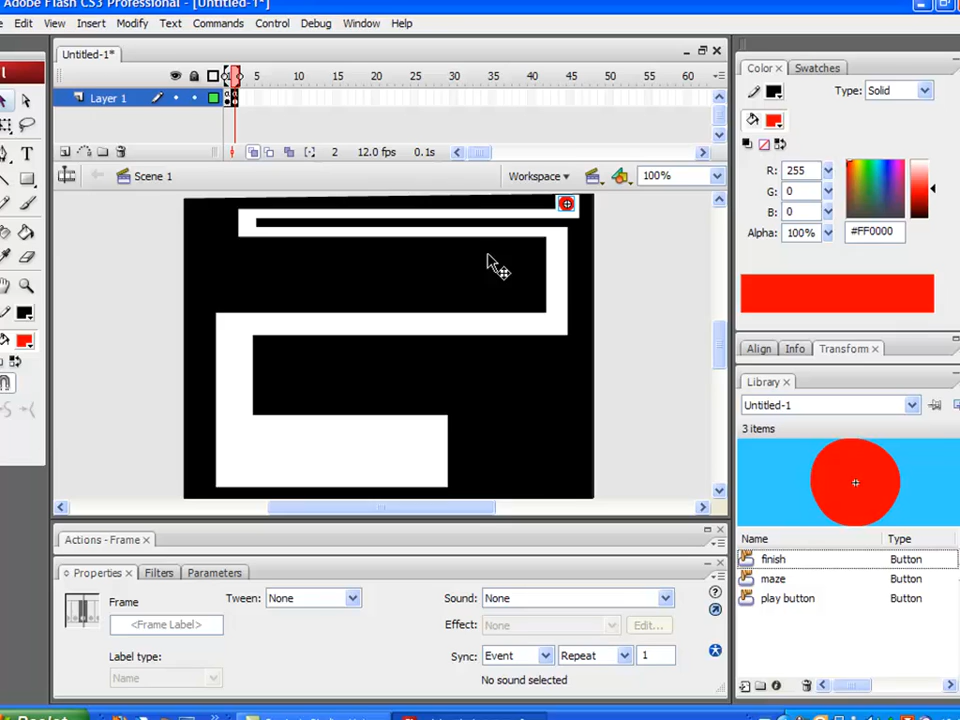 Adobe Flash CS3 Professional - [Untitled-1*]
Edit View Insert Modify Text Commands Control Debug Window Help
Untitled-1*
5 10 15 20 25 30 35 40 45 50 55 60
Layer 1
2 12.0 fps 0.1s
Scene 1 Workspace 100%
T
Color × Swatches
Type: Solid
R: 255
G: 0
B: 0
Alpha: 100% #FF0000
Align Info Transform ×
Library ×
Untitled-1
3 items
Name Type
finish Button
maze Button
play button Button
Actions - Frame ×
Properties × Filters Parameters
Frame
<Frame Label>
Label type:
Name
Tween: None
Sound: None
Effect: None Edit...
Sync: Event Repeat 1
No sound selected